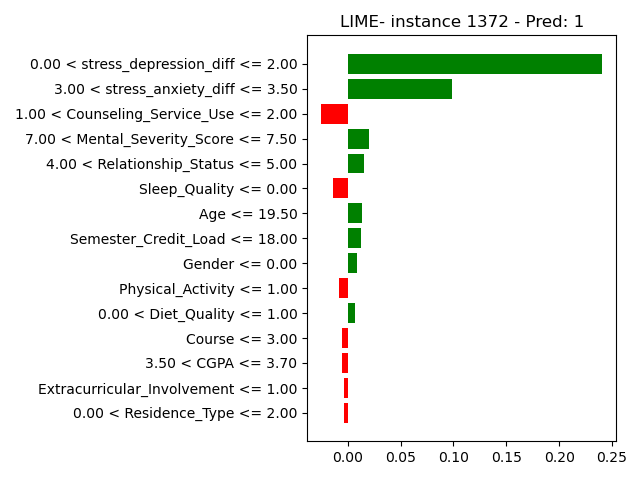 LIME- instance 1372 - Pred: 1
0.00 < stress_depression_diff <= 2.00
3.00 < stress_anxiety_diff <= 3.50
1.00 < Counseling_Service_Use <= 2.00
7.00 < Mental_Severity_Score <= 7.50
4.00 < Relationship_Status <= 5.00
Sleep_Quality <= 0.00
Age <= 19.50
Semester_Credit_Load <= 18.00
Gender <= 0.00
Physical_Activity <= 1.00
0.00 < Diet_Quality <= 1.00
Course <= 3.00
3.50 < CGPA <= 3.70
Extracurricular_Involvement <= 1.00
0.00 < Residence_Type <= 2.00
0.00 0.05 0.10 0.15 0.20 0.25